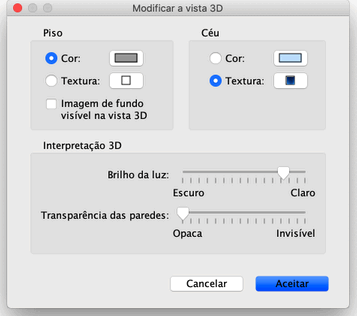 Modificar a vista 3D
Piso
Cor:
Textura:
Imagem de fundo
visível na vista 3D
Céu
Cor:
Textura:
Interpretação 3D
Brilho da luz:
Escuro Claro
Transparência das paredes:
Opaca Invisível
Cancelar Aceitar